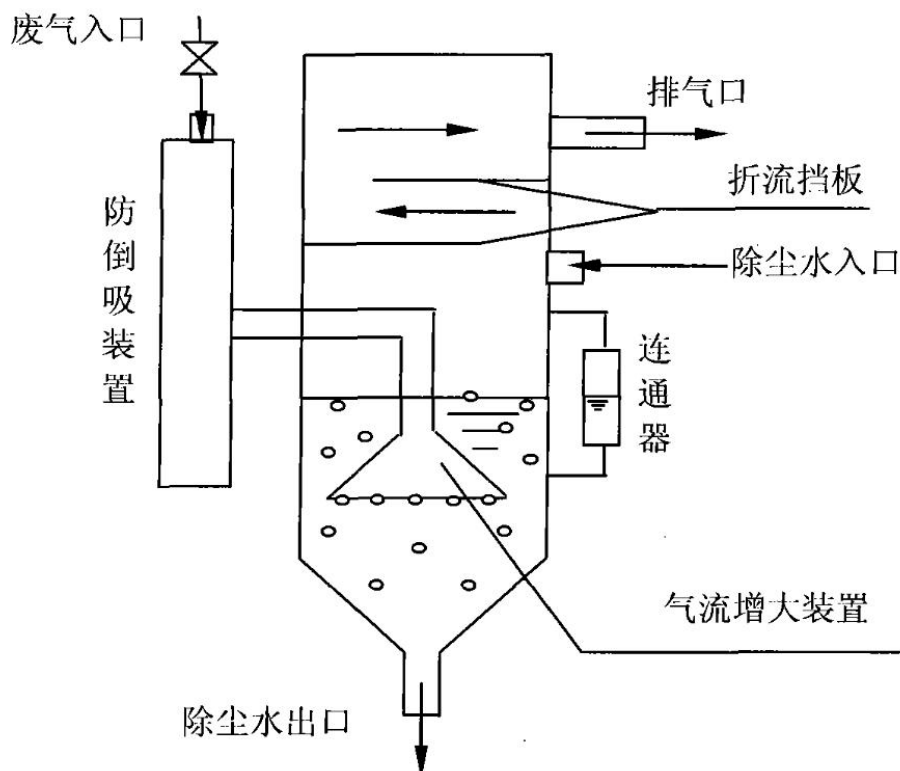 废气入口
排气口
折流挡板
防倒吸装置
除尘水入口
连通器
气流增大装置
除尘水出口